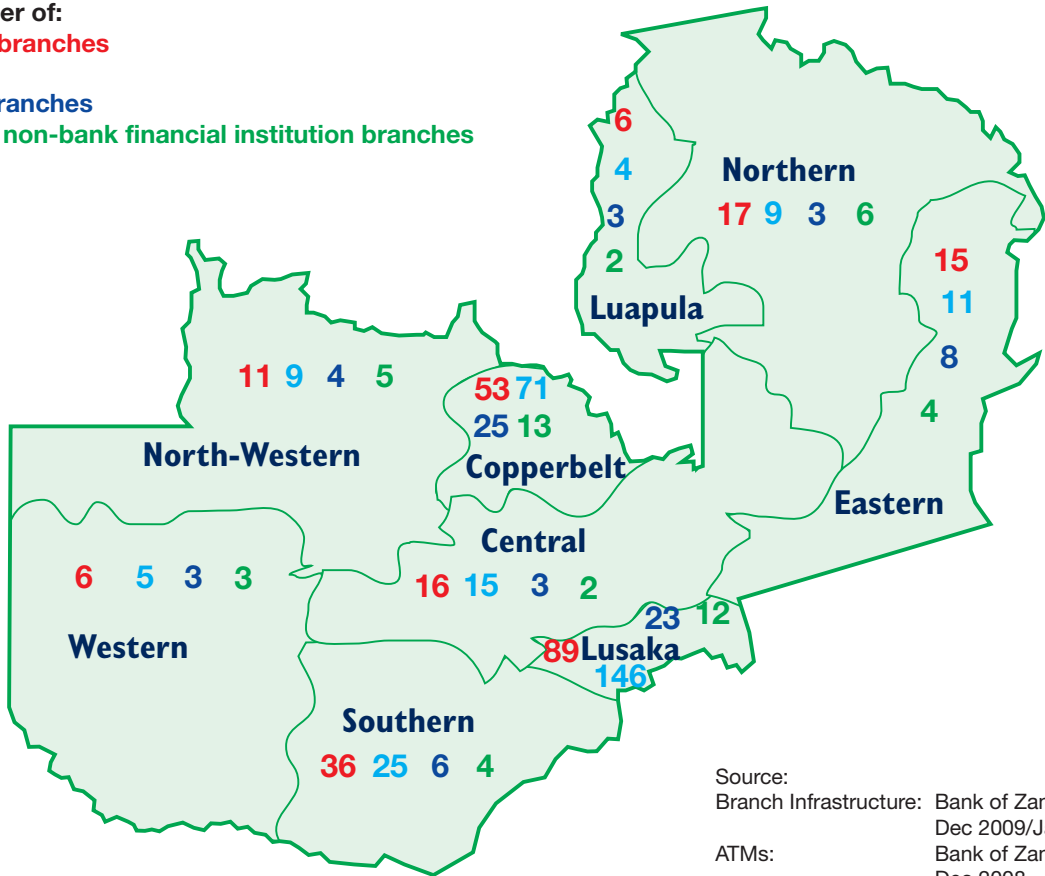 er of:
branches
ranches
non-bank financial institution branches
6
4
3
2
Luapula
Northern
17 9 3 6
15
11
8
4
Eastern
11 9 4 5
North-Western
53 71
25 13
Copperbelt
Central
16 15 3 2
6 5 3 3
Western
23 12
89 Lusaka
146
Southern
36 25 6 4
Source:
Branch Infrastructure: Bank of Zam
Dec 2009/Ja
ATMs: Bank of Zam